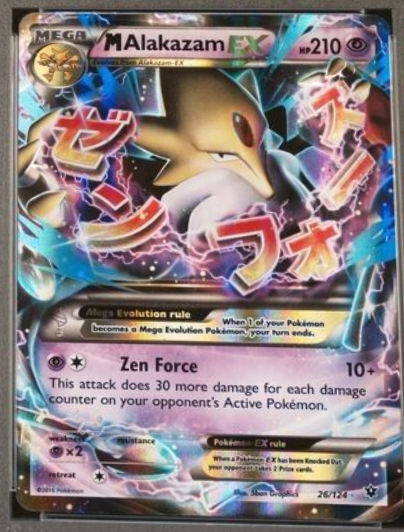 MEGA
M Alakazam EX HP210
Evolves from Alakazam-EX
ゼンフォース
Mega Evolution rule
When 1 of your Pokémon
becomes a Mega Evolution Pokémon, your turn ends.
Zen Force 10+
This attack does 30 more damage for each damage
counter on your opponent's Active Pokémon.
weakness resistance
×2
Pokémon-EX rule
When a Pokémon-EX has been Knocked Out,
your opponent takes 2 Prize cards.
retreat
©2016 Pokémon
Illus. 5ban Graphics 26/124